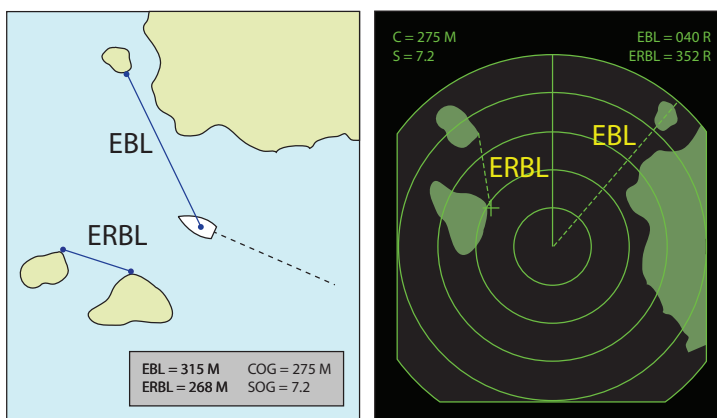 EBL
ERBL
EBL = 315 M COG = 275 M
ERBL = 268 M SOG = 7.2
C = 275 M EBL = 040 R
S = 7.2 ERBL = 352 R
EBL
ERBL